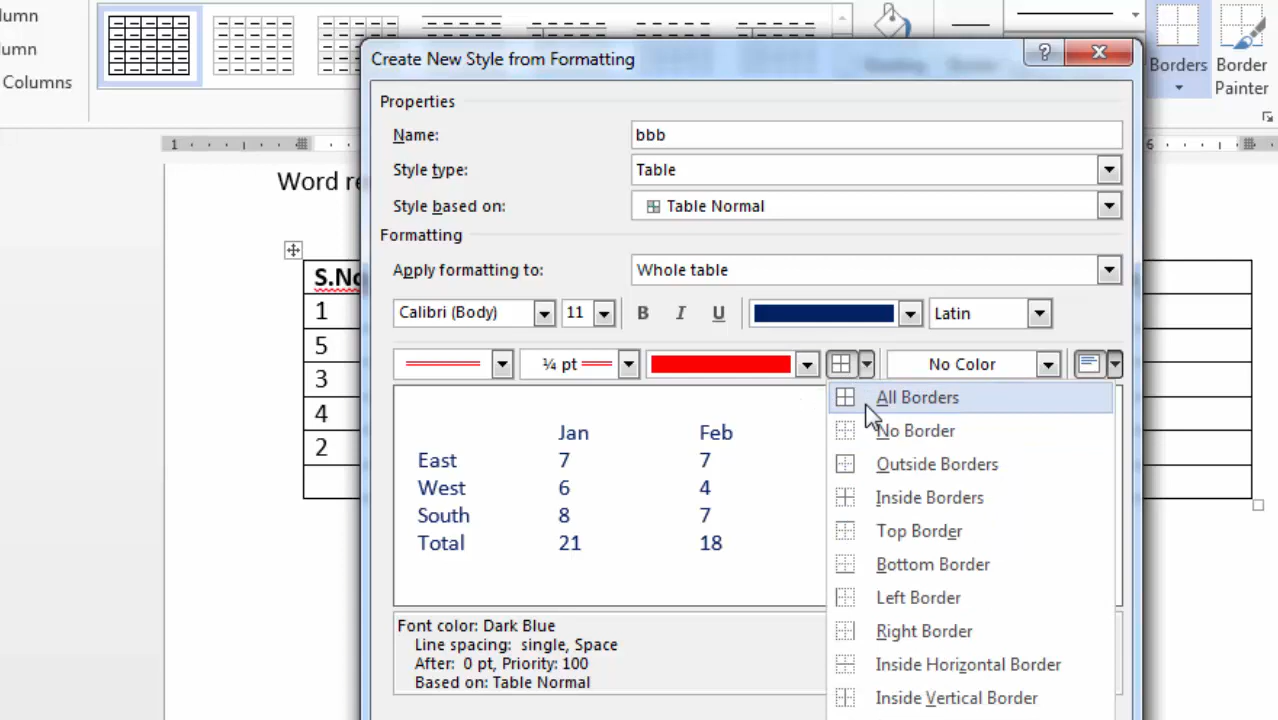 lumn
lumn
Columns
Borders
Border
Painter
Create New Style from Formatting
?
1
6
Properties
Name: bbb
Style type: Table
Word re
Style based on: Table Normal
Formatting
Apply formatting to: Whole table
S.No
1
5
3
4
2
Calibri (Body) 11 B I U Latin
¼ pt No Color
All Borders
No Border
Outside Borders
Inside Borders
Top Border
Bottom Border
Left Border
Right Border
Inside Horizontal Border
Inside Vertical Border
Jan Feb
East 7 7
West 6 4
South 8 7
Total 21 18
Font color: Dark Blue
Line spacing: single, Space
After: 0 pt, Priority: 100
Based on: Table Normal